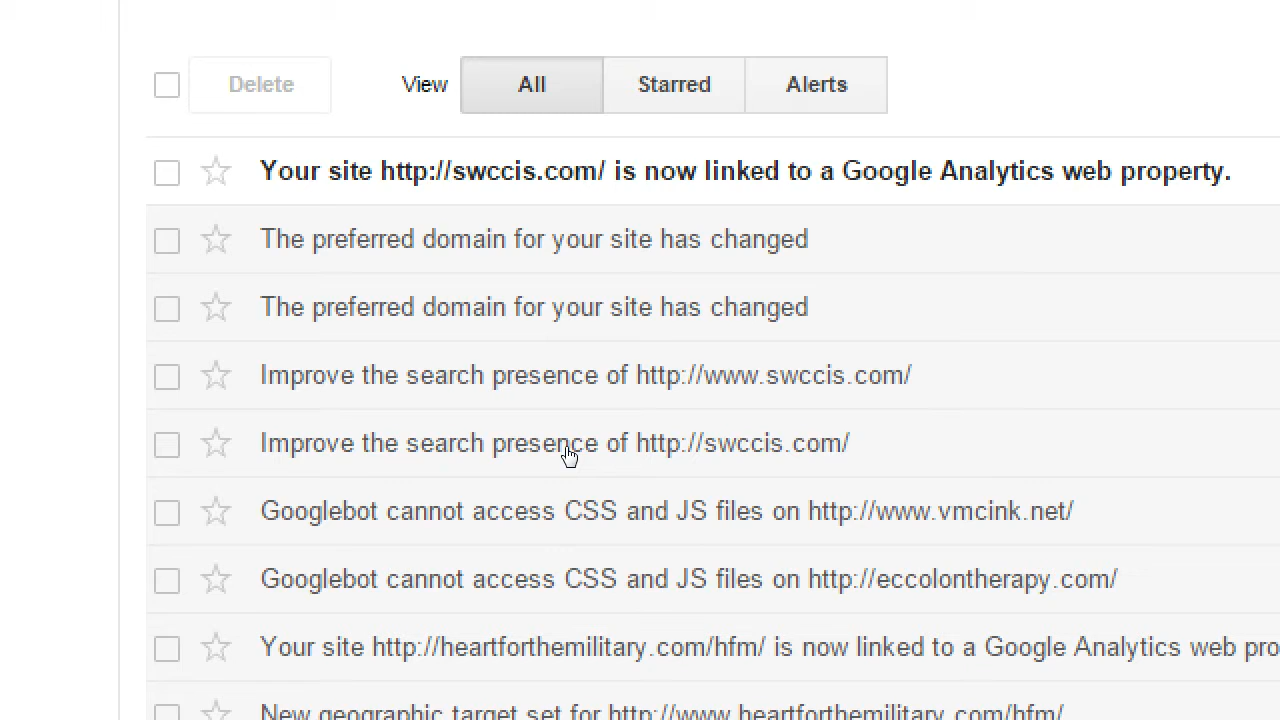 Delete View All Starred Alerts
Your site http://swccis.com/ is now linked to a Google Analytics web property.
The preferred domain for your site has changed
The preferred domain for your site has changed
Improve the search presence of http://www.swccis.com/
Improve the search presence of http://swccis.com/
Googlebot cannot access CSS and JS files on http://www.vmcink.net/
Googlebot cannot access CSS and JS files on http://eccolontherapy.com/
Your site http://heartforthemilitary.com/hfm/ is now linked to a Google Analytics web pro
New geographic target set for http://www.heartforthemilitary.com/hfm/